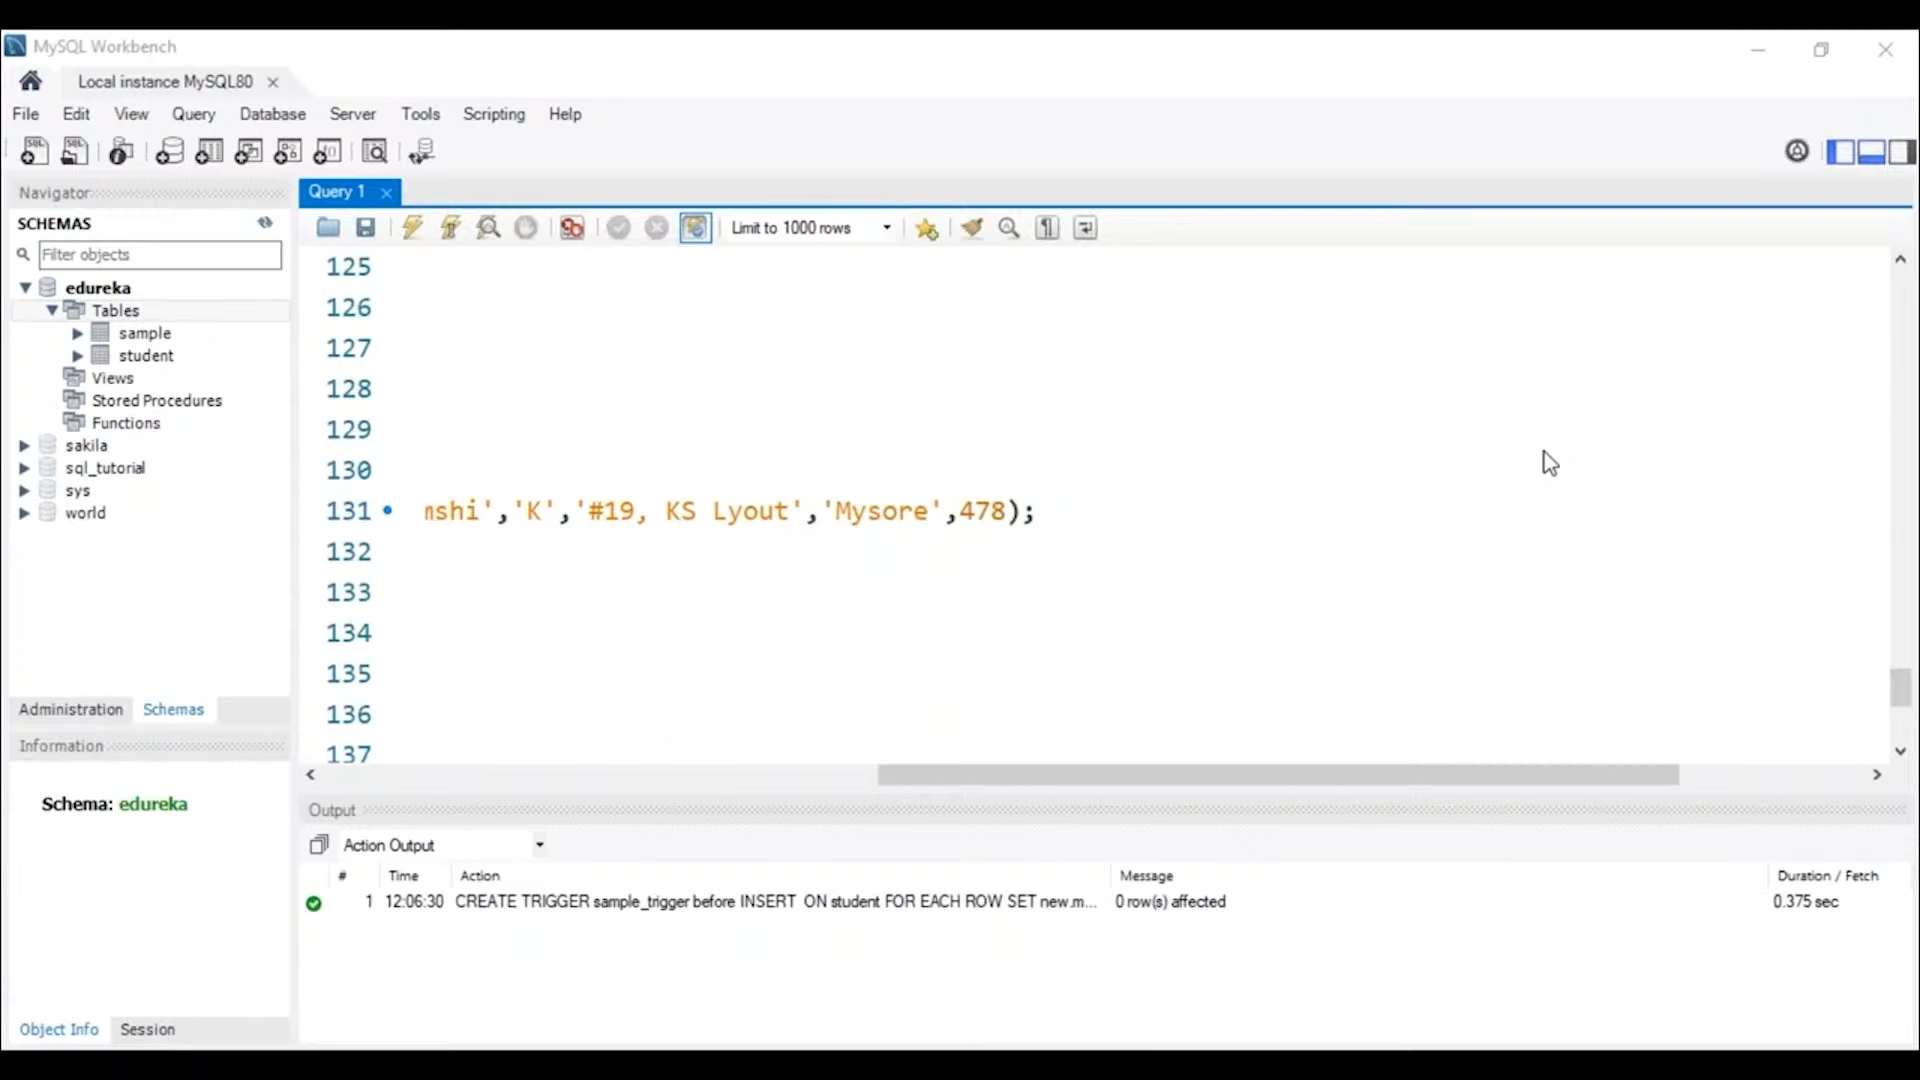 MySQL Workbench
Local instance MySQL80
File Edit View Query Database Server Tools Scripting Help
Navigator
SCHEMAS
Filter objects
edureka
Tables
sample
student
Views
Stored Procedures
Functions
sakila
sql_tutorial
sys
world
Administration Schemas
Information
Schema: edureka
Object Info Session
Query 1
Limit to 1000 rows
125
126
127
128
129
130
131 nshi','K','#19, KS Lyout','Mysore',478);
132
133
134
135
136
137
Output
Action Output
# Time Action Message Duration / Fetch
1 12:06:30 CREATE TRIGGER sample_trigger before INSERT ON student FOR EACH ROW SET new.m... 0 row(s) affected 0.375 sec